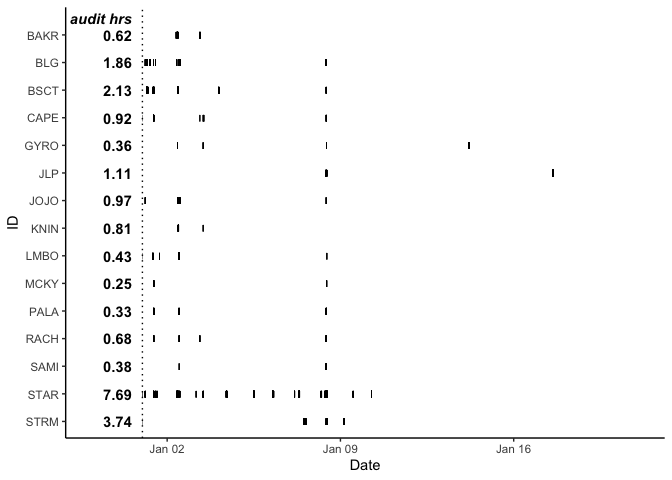 audit hrs
BAKR 0.62
BLG 1.86
BSCT 2.13
CAPE 0.92
GYRO 0.36
JLP 1.11
JOJO 0.97
KNIN 0.81
LMBO 0.43
MCKY 0.25
PALA 0.33
RACH 0.68
SAMI 0.38
STAR 7.69
STRM 3.74
ID
Jan 02 Jan 09 Jan 16
Date